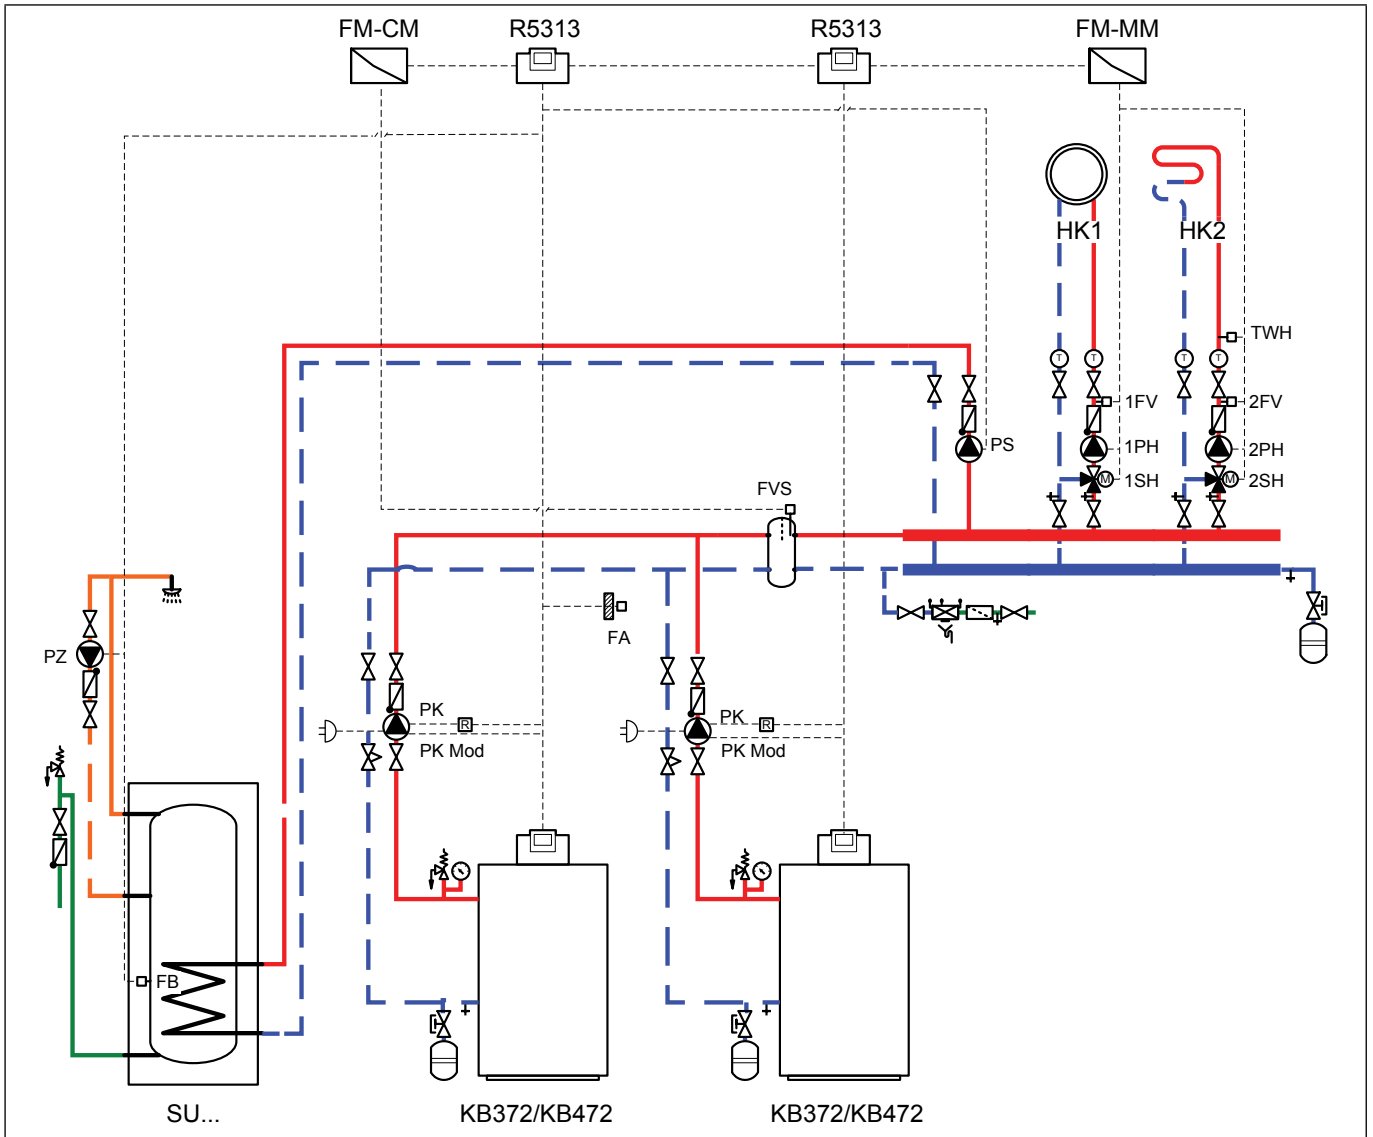 FM-CM
R5313
R5313
FM-MM
HK1
HK2
T
T
T
T
TWH
1FV
2FV
1PH
2PH
PS
M
1SH
M
2SH
FVS
FA
PZ
PK
R
PK Mod
PK
R
PK Mod
FB
SU...
KB372/KB472
KB372/KB472